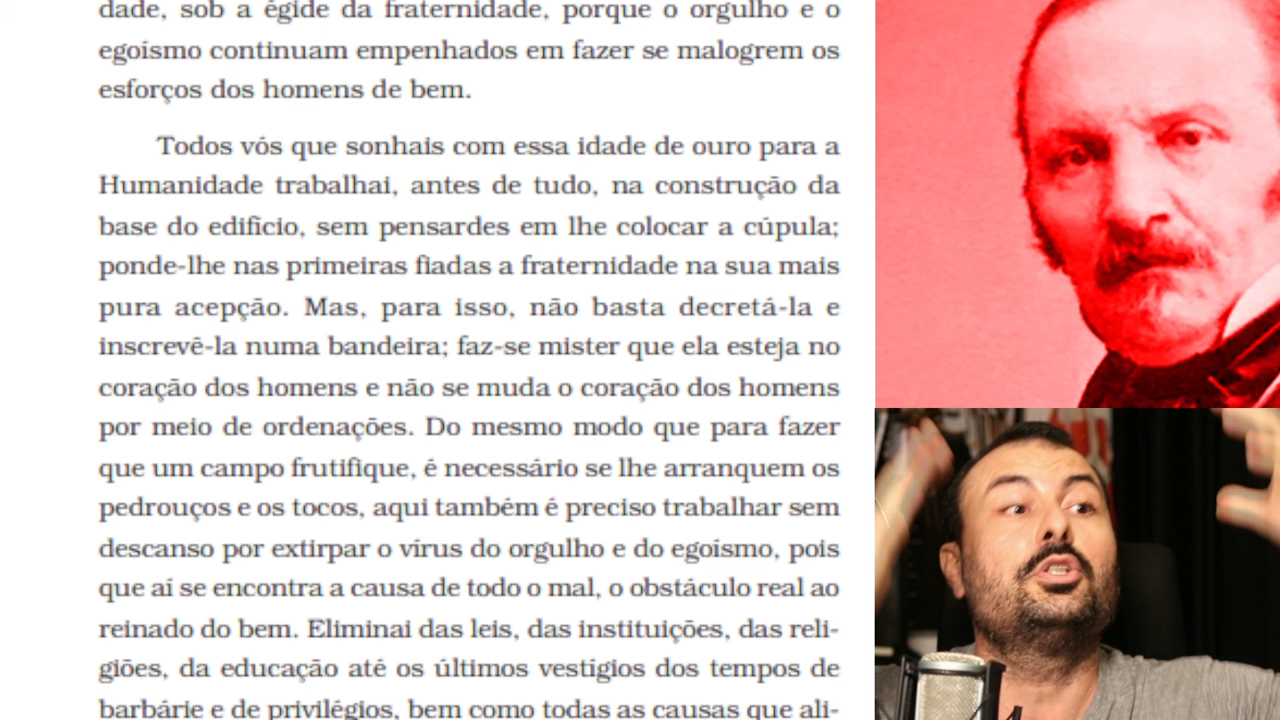 dade, sob a égide da fraternidade, porque o orgulho e o
egoísmo continuam empenhados em fazer se malogrem os
esforços dos homens de bem.
Todos vós que sonhais com essa idade de ouro para a
Humanidade trabalhai, antes de tudo, na construção da
base do edifício, sem pensardes em lhe colocar a cúpula;
ponde-lhe nas primeiras fiadas a fraternidade na sua mais
pura acepção. Mas, para isso, não basta decretá-la e
inscrevê-la numa bandeira; faz-se mister que ela esteja no
coração dos homens e não se muda o coração dos homens
por meio de ordenações. Do mesmo modo que para fazer
que um campo frutifique, é necessário se lhe arranquem os
pedrouços e os tocos, aqui também é preciso trabalhar sem
descanso por extirpar o vírus do orgulho e do egoísmo, pois
que aí se encontra a causa de todo o mal, o obstáculo real ao
reinado do bem. Eliminai das leis, das instituições, das reli-
giões, da educação até os últimos vestígios dos tempos de
barbárie e de privilégios, bem como todas as causas que ali-